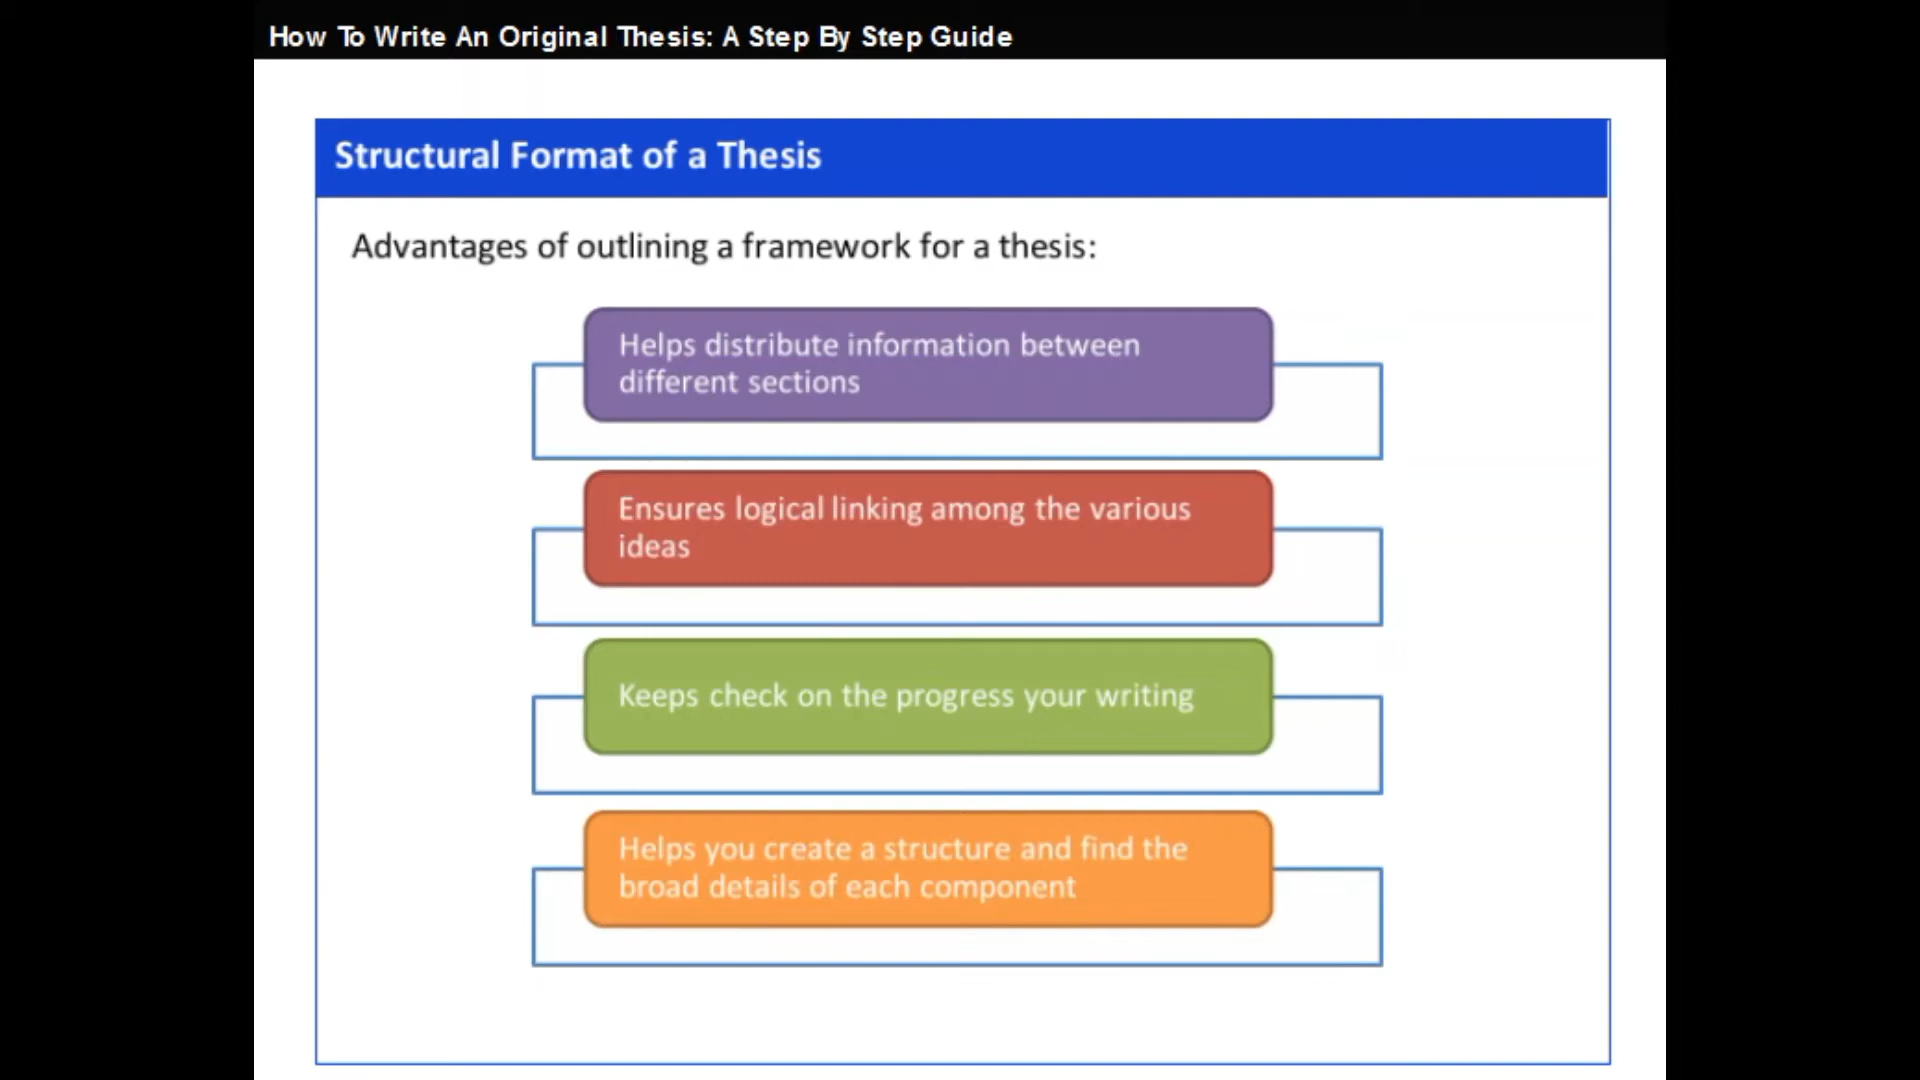 How To Write An Original Thesis: A Step By Step Guide
Structural Format of a Thesis
Advantages of outlining a framework for a thesis:
Helps distribute information between
different sections
Ensures logical linking among the various
ideas
Keeps check on the progress your writing
Helps you create a structure and find the
broad details of each component